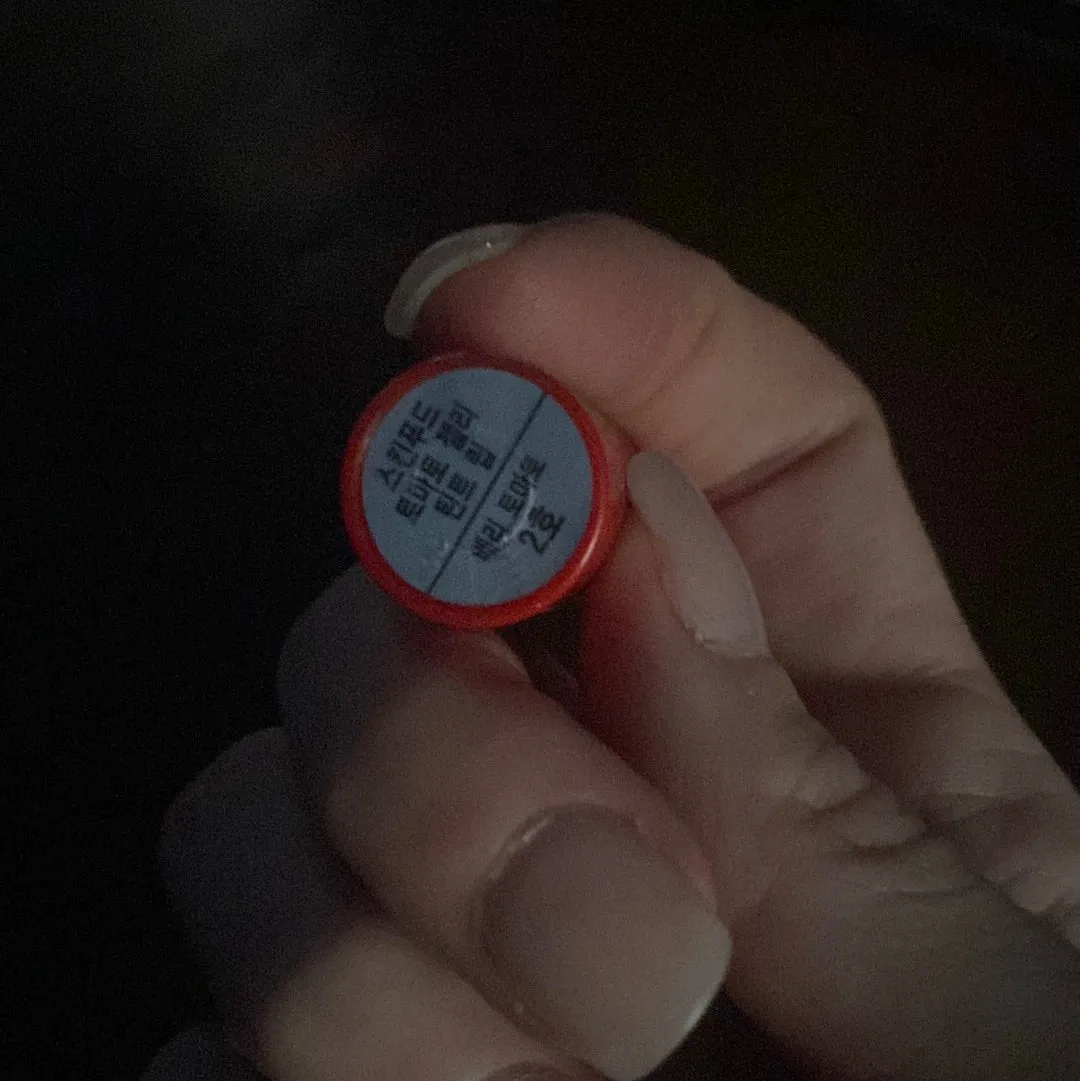 스킨푸드
토마토 젤리
틴트 립
베리 토마토
2호